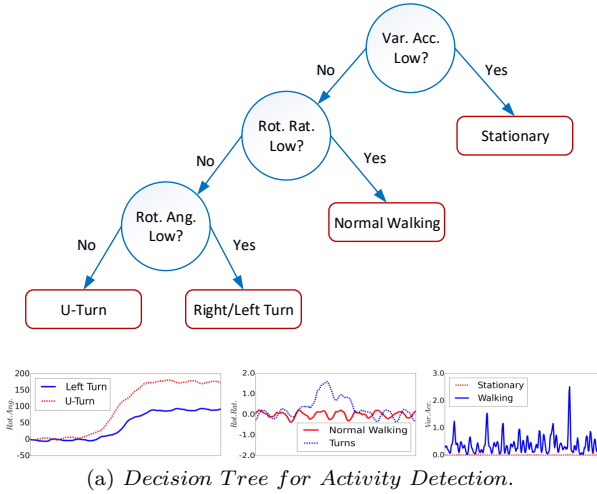 Var. Acc.
Low?
No
Yes
Rot. Rat.
Low?
Stationary
No
Yes
Rot. Ang.
Low?
Normal Walking
No
Yes
U-Turn
Right/Left Turn
200
150
100
50
0
-50
Rot.Ang.
Left Turn
U-Turn
2.0
1.0
0.0
-1.0
-2.0
Rot.Rat.
Normal Walking
Turns
3.0
2.0
1.0
0.0
Var.Acc.
Stationary
Walking
(a) Decision Tree for Activity Detection.